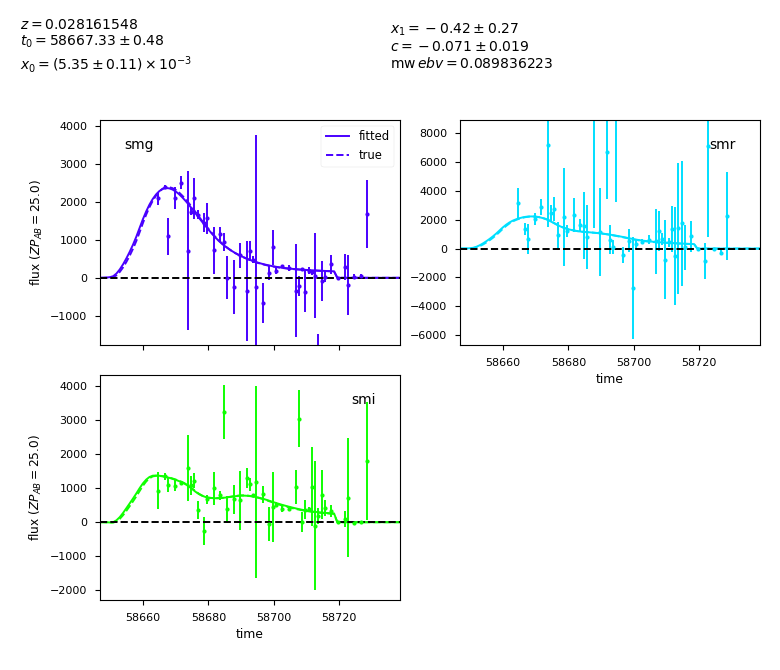 z = 0.028161548
t₀ = 58667.33 ± 0.48
x₀ = (5.35 ± 0.11) × 10⁻³
x₁ = −0.42 ± 0.27
c = −0.071 ± 0.019
mw ebv = 0.089836223
smg
fitted
true
flux (ZP_AB = 25.0)
4000
3000
2000
1000
0
−1000
smr
8000
6000
4000
2000
0
−2000
−4000
−6000
58660
58680
58700
58720
time
smi
flux (ZP_AB = 25.0)
4000
3000
2000
1000
0
−1000
−2000
58660
58680
58700
58720
time